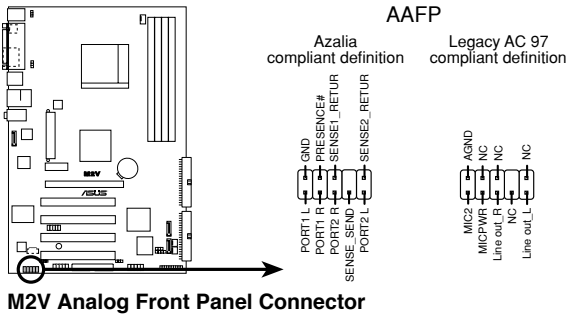 AAFP
Azalia
compliant definition
Legacy AC 97
compliant definition
GND
PRESENCE#
SENSE1_RETUR
SENSE2_RETUR
PORT1 L
PORT1 R
PORT2 R
SENSE_SEND
PORT2 L
AGND
NC
NC
NC
MIC2
MICPWR
Line out_R
NC
Line out_L
M2V
ASUS
M2V Analog Front Panel Connector